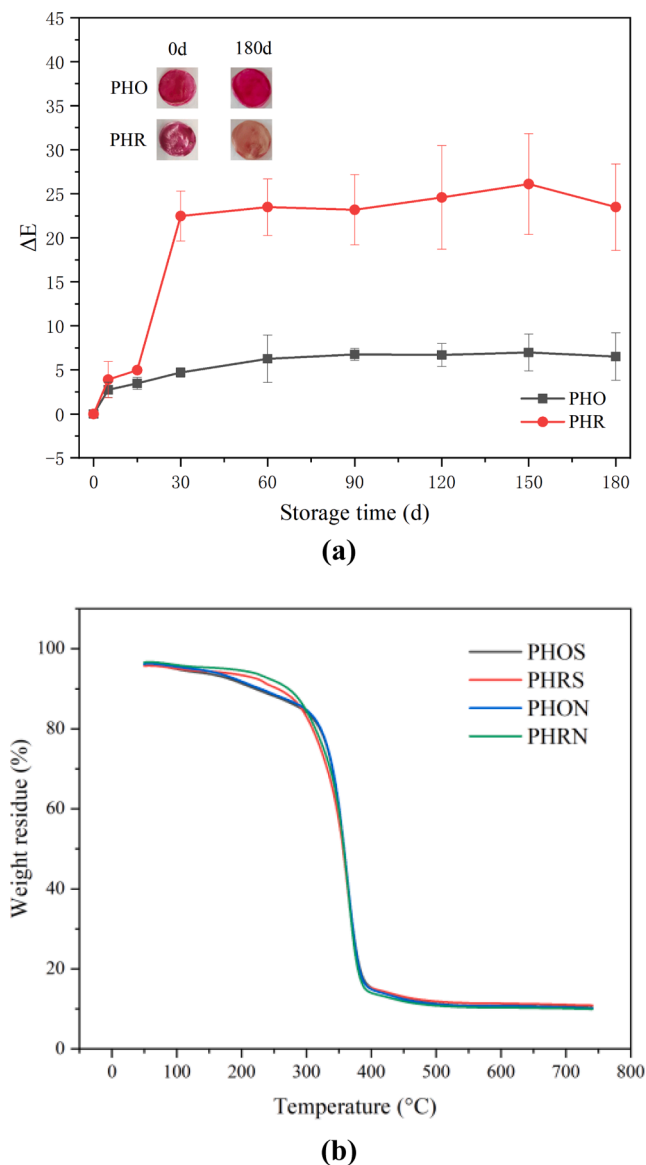 45
40
35
30
25
20
15
10
5
0
-5
ΔE
0d 180d
PHO
PHR
PHO
PHR
0 30 60 90 120 150 180
Storage time (d)
(a)
100
80
60
40
20
0
Weight residue (%)
PHOS
PHRS
PHON
PHRN
0 100 200 300 400 500 600 700 800
Temperature (°C)
(b)